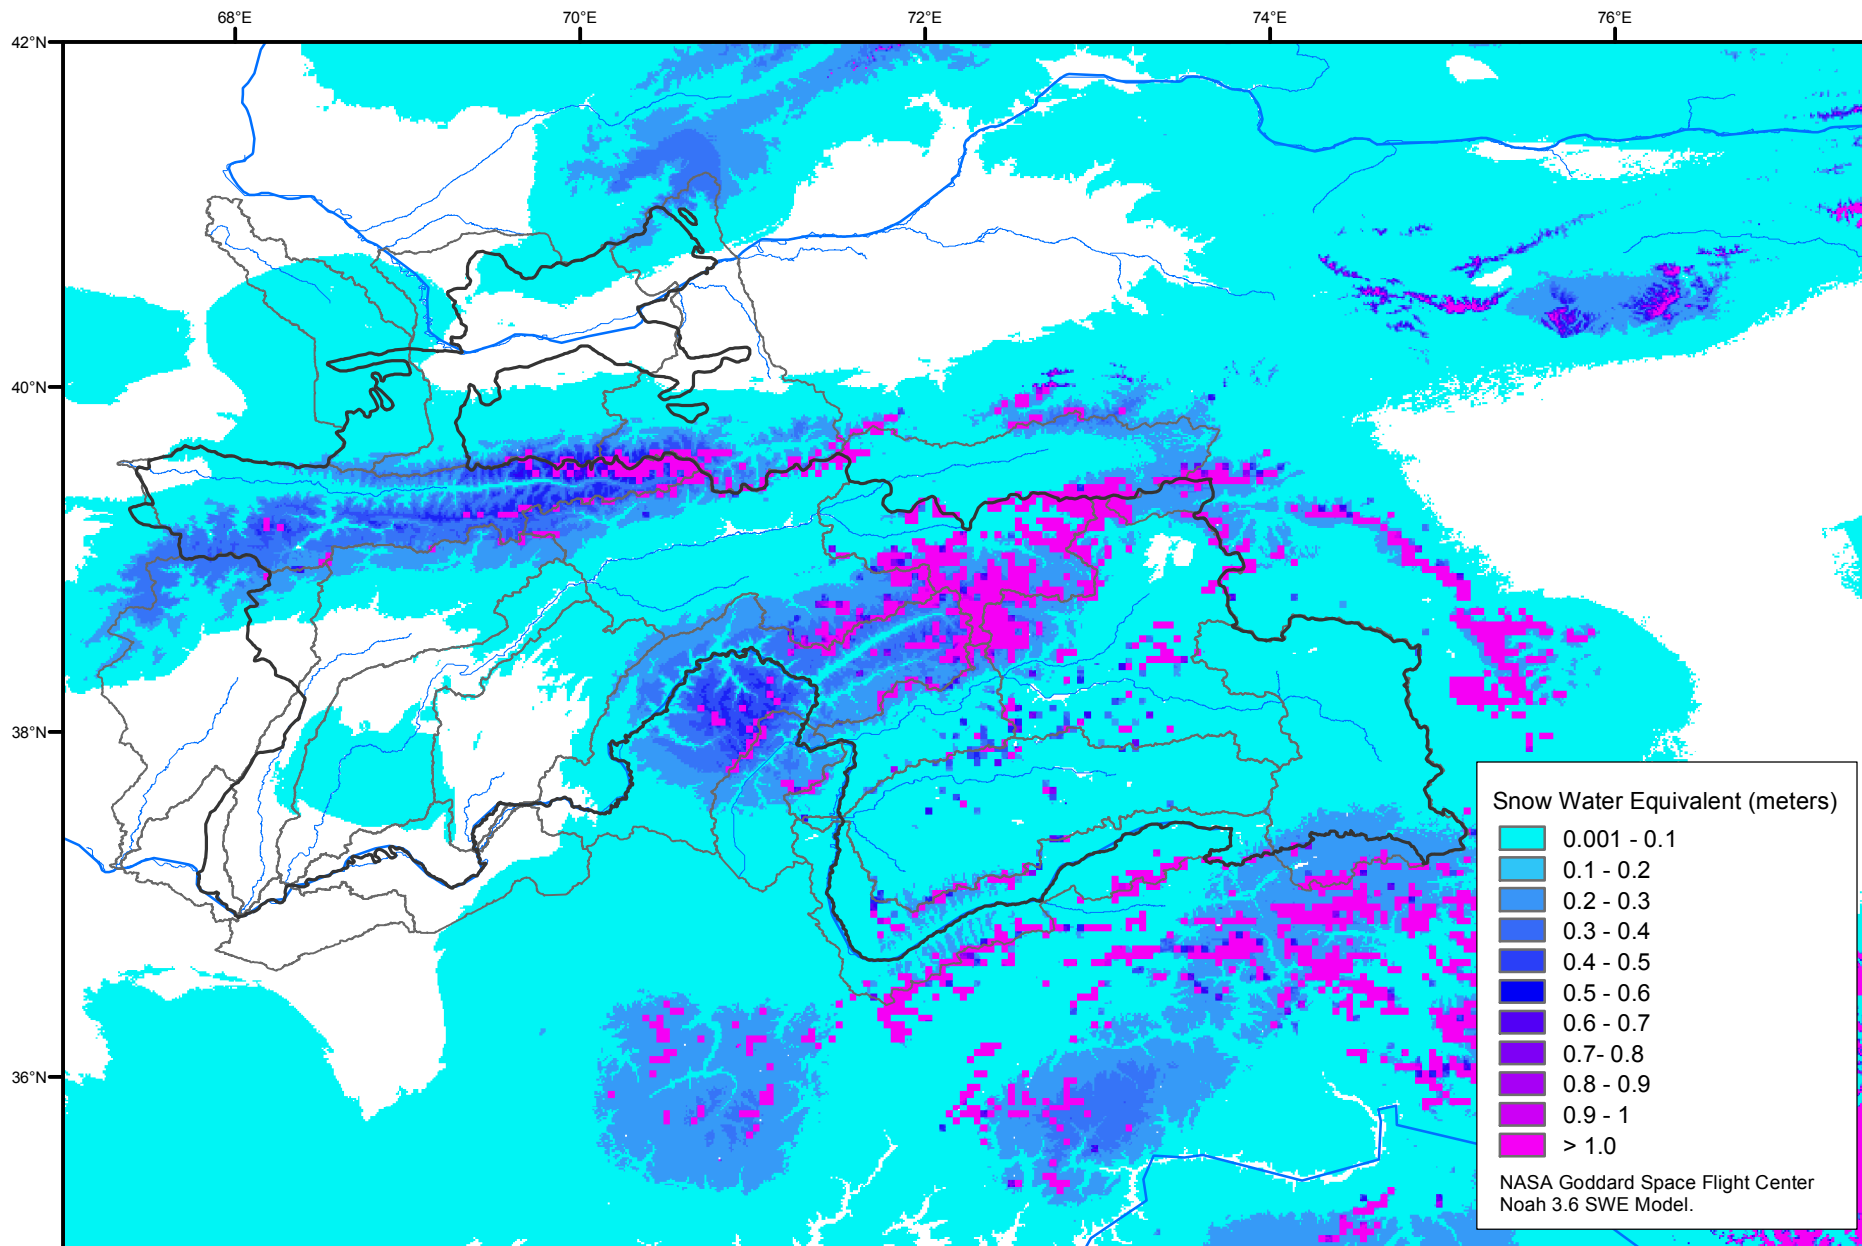 68°E 70°E 72°E 74°E 76°E
42°N
40°N
38°N
36°N
Snow Water Equivalent (meters)
0.001 - 0.1
0.1 - 0.2
0.2 - 0.3
0.3 - 0.4
0.4 - 0.5
0.5 - 0.6
0.6 - 0.7
0.7- 0.8
0.8 - 0.9
0.9 - 1
> 1.0
NASA Goddard Space Flight Center
Noah 3.6 SWE Model.